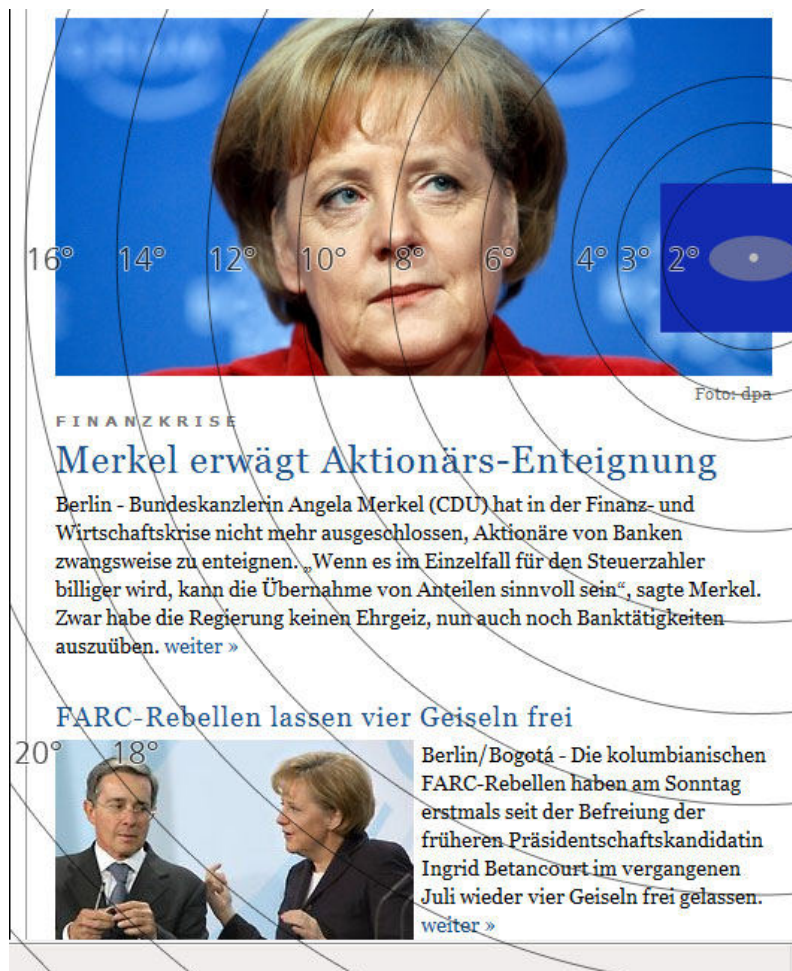 16° 14° 12° 10° 8° 6° 4° 3° 2°
Foto: dpa
FINANZKRISE
Merkel erwägt Aktionärs-Enteignung
Berlin - Bundeskanzlerin Angela Merkel (CDU) hat in der Finanz- und
Wirtschaftskrise nicht mehr ausgeschlossen, Aktionäre von Banken
zwangsweise zu enteignen. „Wenn es im Einzelfall für den Steuerzahler
billiger wird, kann die Übernahme von Anteilen sinnvoll sein“, sagte Merkel.
Zwar habe die Regierung keinen Ehrgeiz, nun auch noch Banktätigkeiten
auszuüben. weiter »
FARC-Rebellen lassen vier Geiseln frei
20° 18°
Berlin/Bogotá - Die kolumbianischen
FARC-Rebellen haben am Sonntag
erstmals seit der Befreiung der
früheren Präsidentschaftskandidatin
Ingrid Betancourt im vergangenen
Juli wieder vier Geiseln frei gelassen.
weiter »